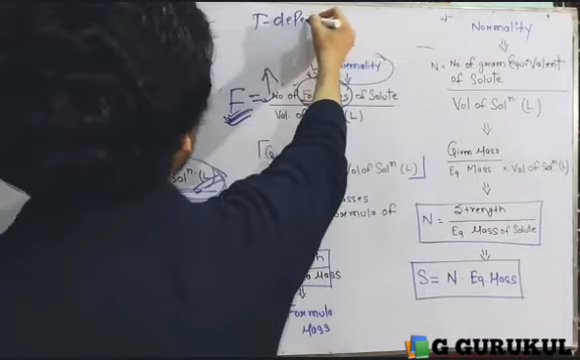 T = depe
Normality
F =
No of
of Solute
Vol. of
(L)
Vol of Solⁿ (L)
Solⁿ (L)
asses
ormula of
Mass
Formula
Mass
Normality
⇓
N = No of gram Equivalent
of Solute
Vol of Solⁿ (L)
⇓
Given Mass
Eq Mass × Vol of Solⁿ (L)
⇓
N = Strength
Eq. Mass of Solute
⇓
S = N · Eq. Mass
G GURUKUL